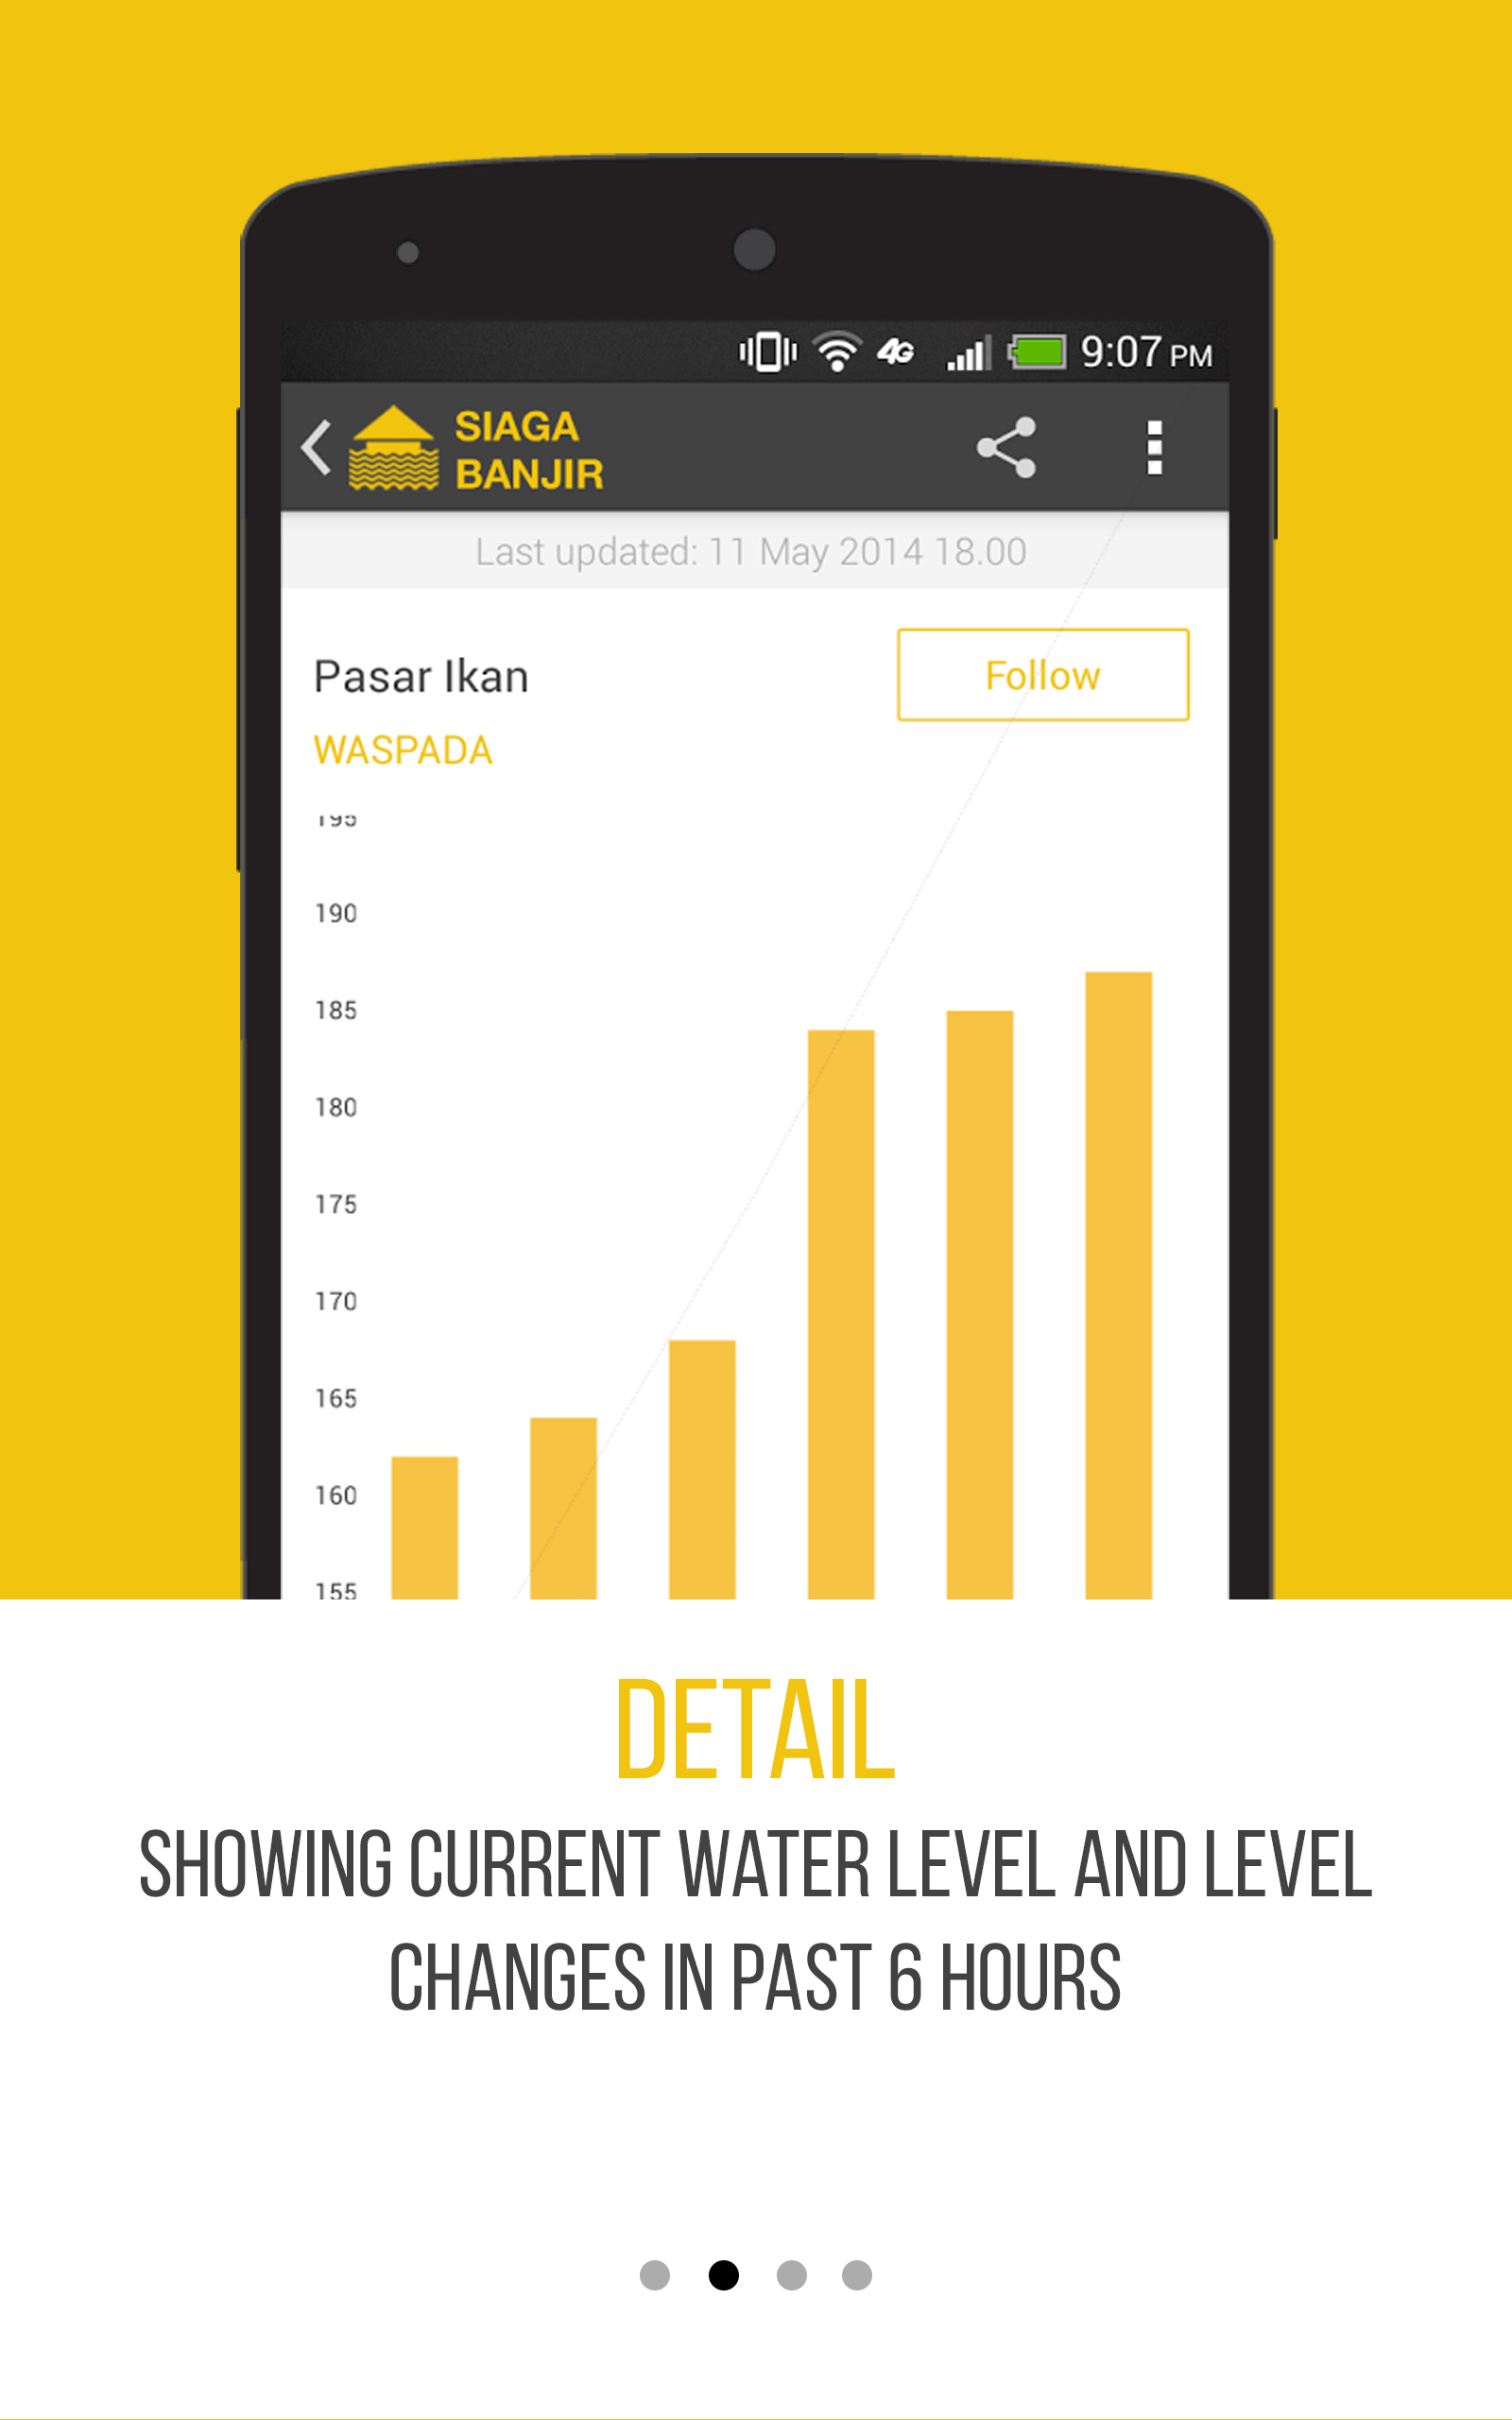 4G 9:07 PM
SIAGA
BANJIR
Last updated: 11 May 2014 18.00
Pasar Ikan
Follow
WASPADA
195
190
185
180
175
170
165
160
155
DETAIL
SHOWING CURRENT WATER LEVEL AND LEVEL
CHANGES IN PAST 6 HOURS